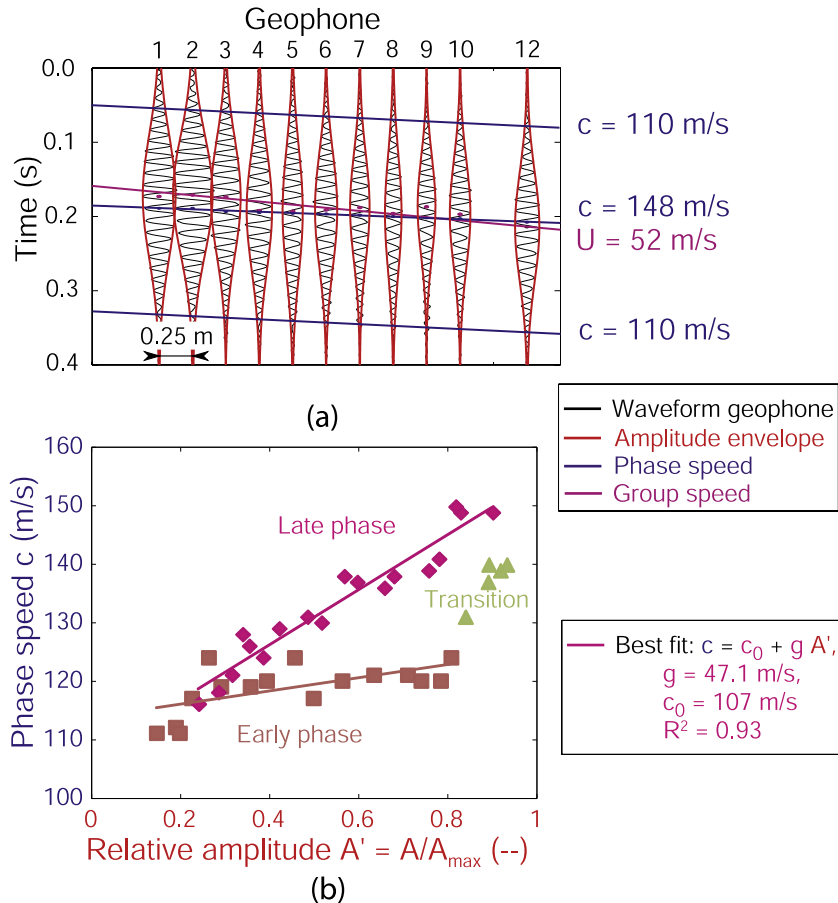 Geophone
1 2 3 4 5 6 7 8 9 10 12
0.0
0.1
0.2
0.3
0.4
Time (s)
c = 110 m/s
c = 148 m/s
U = 52 m/s
c = 110 m/s
0.25 m
(a)
Waveform geophone
Amplitude envelope
Phase speed
Group speed
160
150
140
130
120
110
100
Phase speed c (m/s)
Late phase
Transition
Early phase
0 0.2 0.4 0.6 0.8 1
Relative amplitude A' = A/A_max (--)
(b)
Best fit: c = c₀ + g A',
g = 47.1 m/s,
c₀ = 107 m/s
R² = 0.93